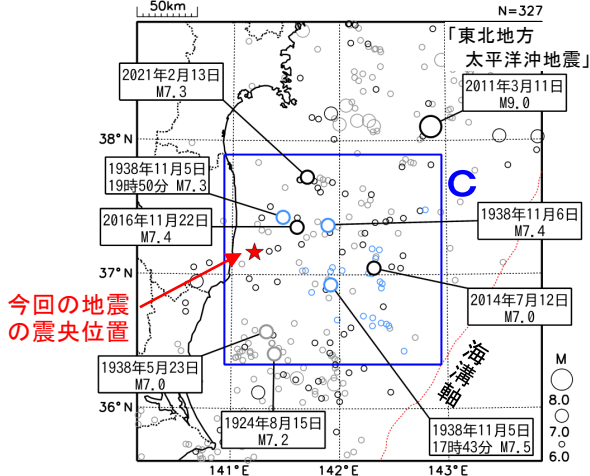 50km
N=327
「東北地方
太平洋沖地震」
2021年2月13日
M7.3
2011年3月11日
M9.0
38°N
1938年11月5日
19時50分 M7.3
C
2016年11月22日
M7.4
1938年11月6日
M7.4
37°N
今回の地震
の震央位置
2014年7月12日
M7.0
海溝軸
1938年5月23日
M7.0
M
8.0
7.0
6.0
36°N
1924年8月15日
M7.2
1938年11月5日
17時43分 M7.5
141°E
142°E
143°E